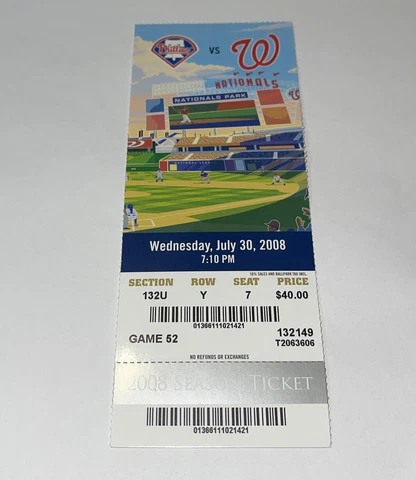 Phillies VS W
NATIONALS
NATIONALS PARK
Wednesday, July 30, 2008
7:10 PM
10% SALES AND BALLPARK TAX INCL.
SECTION ROW SEAT PRICE
132U Y 7 $40.00
01366111021421
GAME 52 132149
T2063606
NO REFUNDS OR EXCHANGES
2008 SEASON TICKET
01366111021421